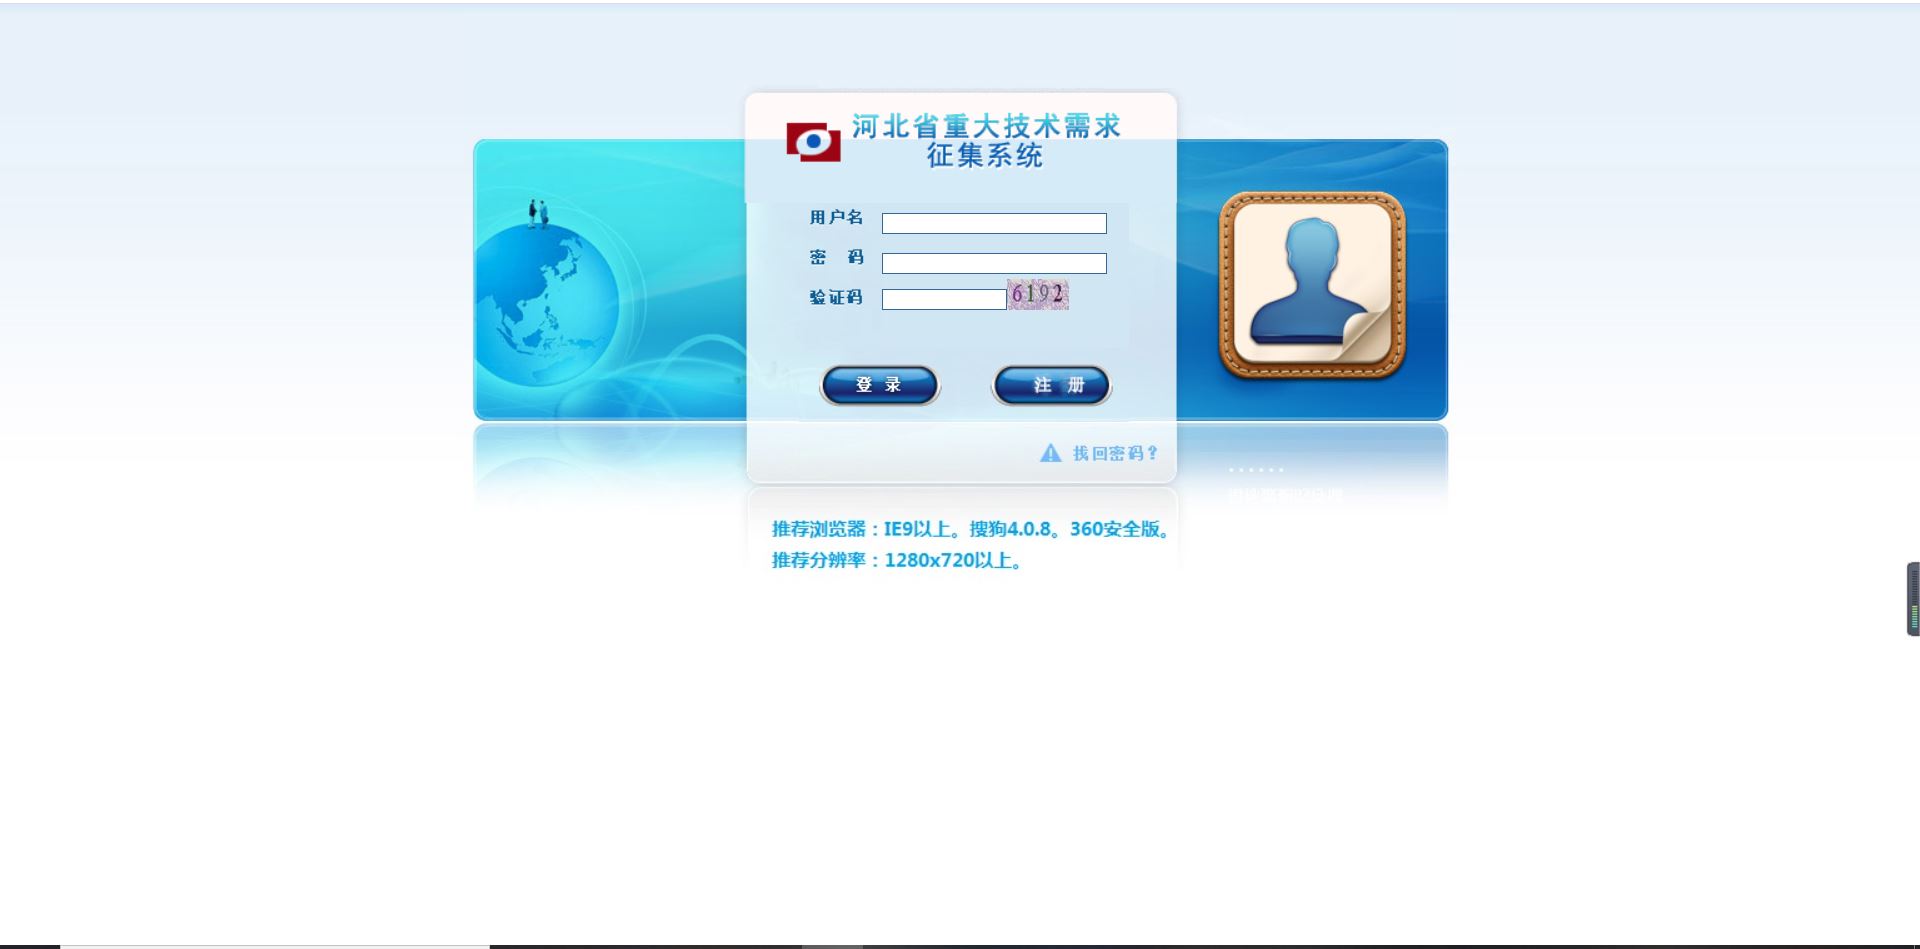 河北省重大技术需求
征集系统
用户名
密 码
验证码 6192
登 录 注 册
找回密码?
推荐浏览器：IE9以上。搜狗4.0.8。360安全版。
推荐分辨率：1280x720以上。